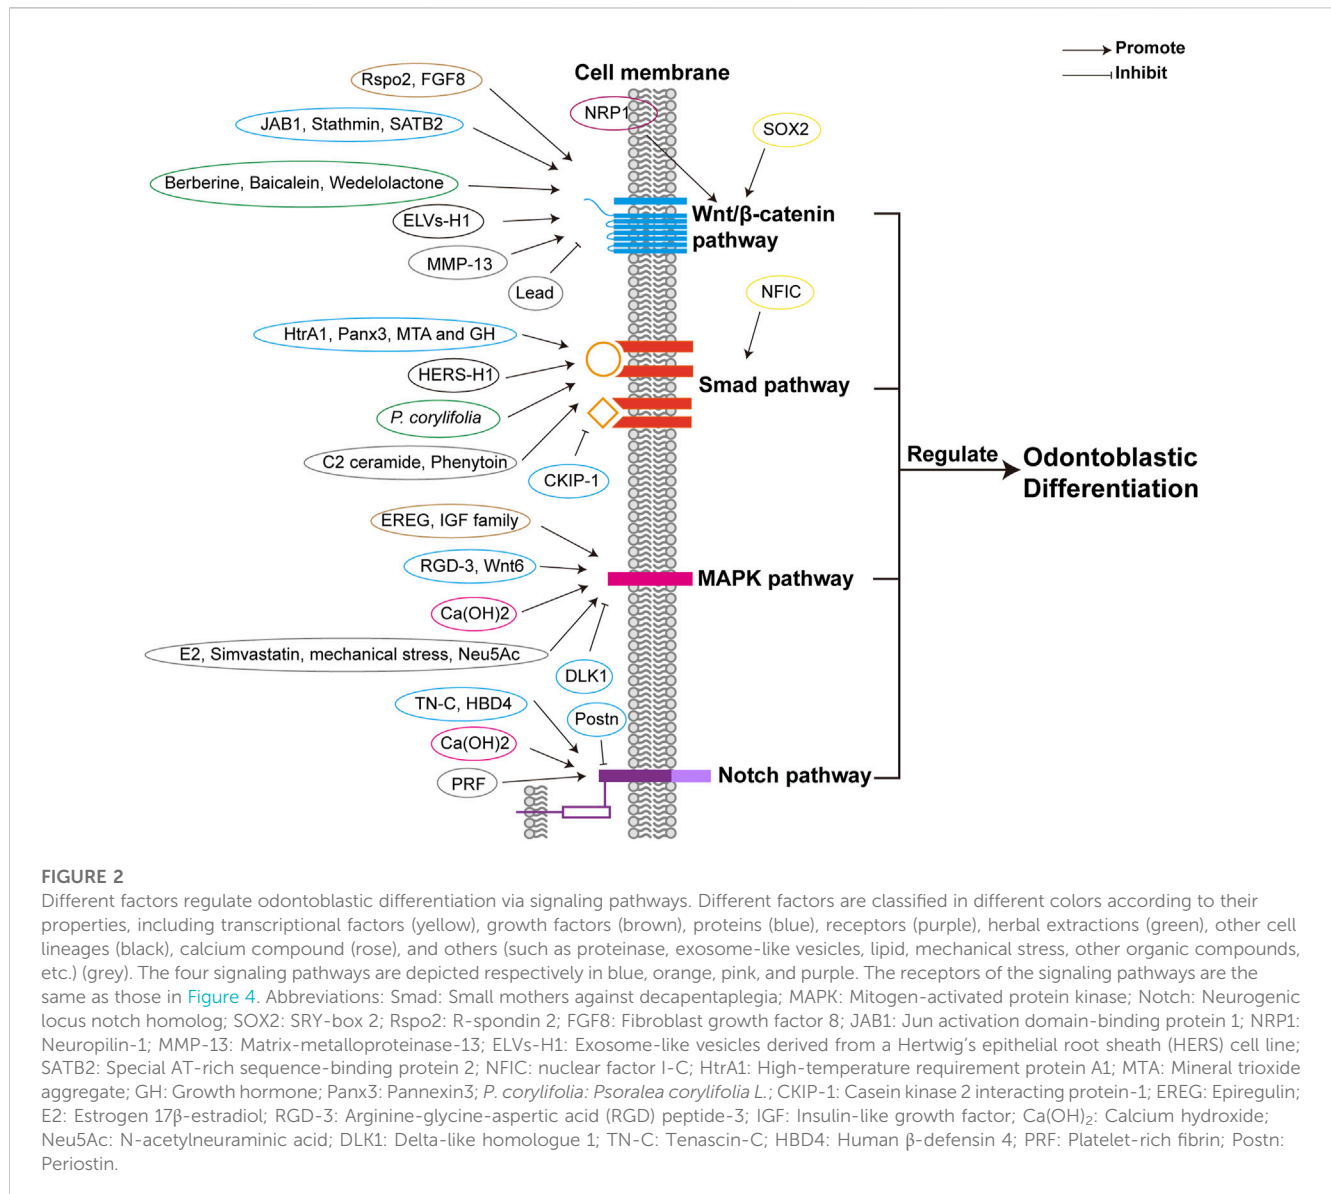 Promote
Inhibit
Cell membrane
Rspo2, FGF8
NRP1
JAB1, Stathmin, SATB2
SOX2
Berberine, Baicalein, Wedelolactone
ELVs-H1
Wnt/β-catenin
pathway
MMP-13
Lead
NFIC
HtrA1, Panx3, MTA and GH
HERS-H1
Smad pathway
P. corylifolia
C2 ceramide, Phenytoin
CKIP-1
Regulate
Odontoblastic
Differentiation
EREG, IGF family
RGD-3, Wnt6
MAPK pathway
Ca(OH)2
E2, Simvastatin, mechanical stress, Neu5Ac
DLK1
TN-C, HBD4
Postn
Ca(OH)2
PRF
Notch pathway
FIGURE 2
Different factors regulate odontoblastic differentiation via signaling pathways. Different factors are classified in different colors according to their
properties, including transcriptional factors (yellow), growth factors (brown), proteins (blue), receptors (purple), herbal extractions (green), other cell
lineages (black), calcium compound (rose), and others (such as proteinase, exosome-like vesicles, lipid, mechanical stress, other organic compounds,
etc.) (grey). The four signaling pathways are depicted respectively in blue, orange, pink, and purple. The receptors of the signaling pathways are the
same as those in Figure 4. Abbreviations: Smad: Small mothers against decapentaplegia; MAPK: Mitogen-activated protein kinase; Notch: Neurogenic
locus notch homolog; SOX2: SRY-box 2; Rspo2: R-spondin 2; FGF8: Fibroblast growth factor 8; JAB1: Jun activation domain-binding protein 1; NRP1:
Neuropilin-1; MMP-13: Matrix-metalloproteinase-13; ELVs-H1: Exosome-like vesicles derived from a Hertwig's epithelial root sheath (HERS) cell line;
SATB2: Special AT-rich sequence-binding protein 2; NFIC: nuclear factor I-C; HtrA1: High-temperature requirement protein A1; MTA: Mineral trioxide
aggregate; GH: Growth hormone; Panx3: Pannexin3; P. corylifolia: Psoralea corylifolia L.; CKIP-1: Casein kinase 2 interacting protein-1; EREG: Epiregulin;
E2: Estrogen 17β-estradiol; RGD-3: Arginine-glycine-aspertic acid (RGD) peptide-3; IGF: Insulin-like growth factor; Ca(OH)₂: Calcium hydroxide;
Neu5Ac: N-acetylneuraminic acid; DLK1: Delta-like homologue 1; TN-C: Tenascin-C; HBD4: Human β-defensin 4; PRF: Platelet-rich fibrin; Postn:
Periostin.